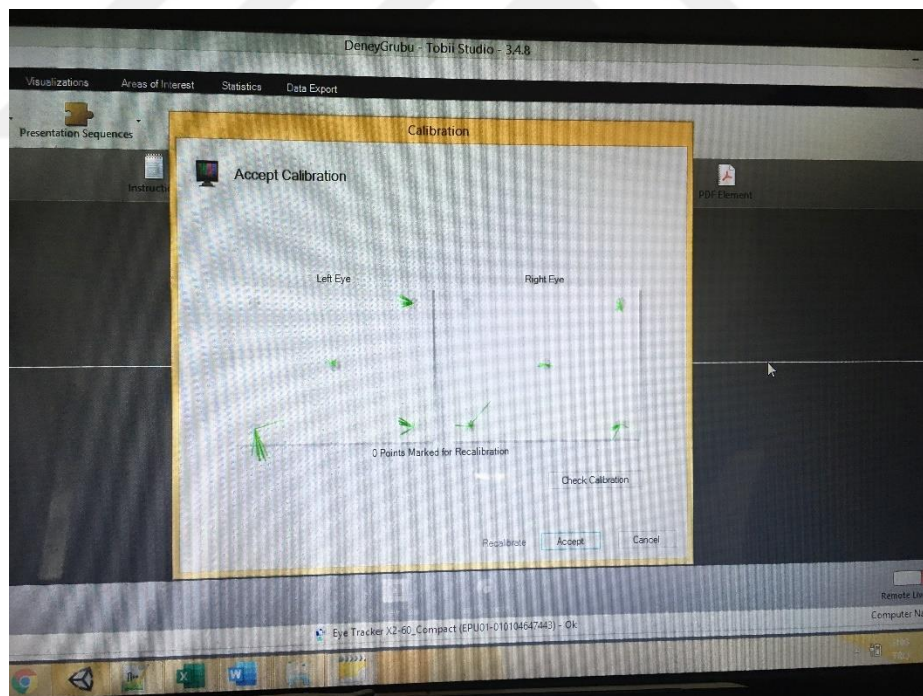 DeneyGrubu - Tobii Studio - 3.4.8
Visualizations Areas of Interest Statistics Data Export
Presentation Sequences
Calibration
Accept Calibration
PDF Element
Left Eye Right Eye
0 Points Marked for Recalibration
Check Calibration
Recalibrate Accept Cancel
Remote
Eye Tracker X2-60_Compact (EPU01-010104647443) - Ok
Computer